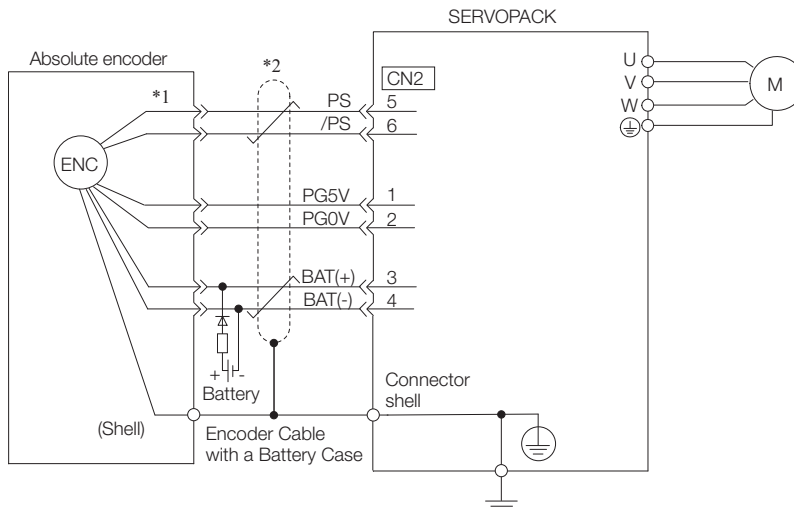 SERVOPACK
Absolute encoder
*2
CN2
U
V
W
M
*1
PS
5
/PS
6
ENC
PG5V
1
PG0V
2
BAT(+)
3
BAT(-)
4
+
-
Battery
Connector
shell
(Shell)
Encoder Cable
with a Battery Case